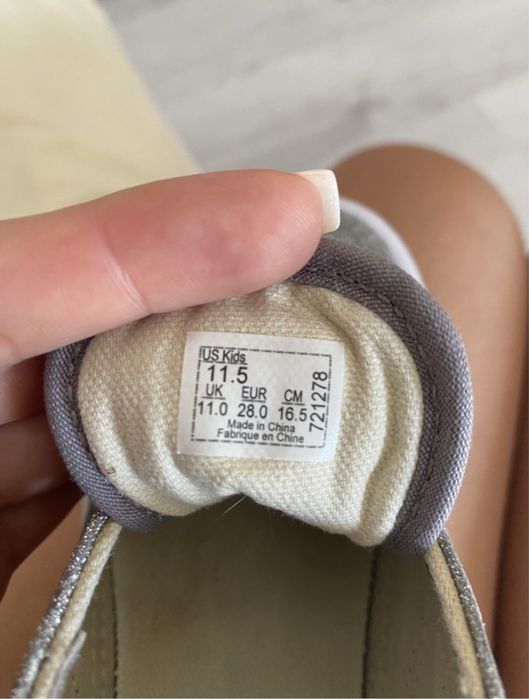 US Kids
11.5
UK EUR CM
11.0 28.0 16.5
Made in China
Fabrique en Chine
721278